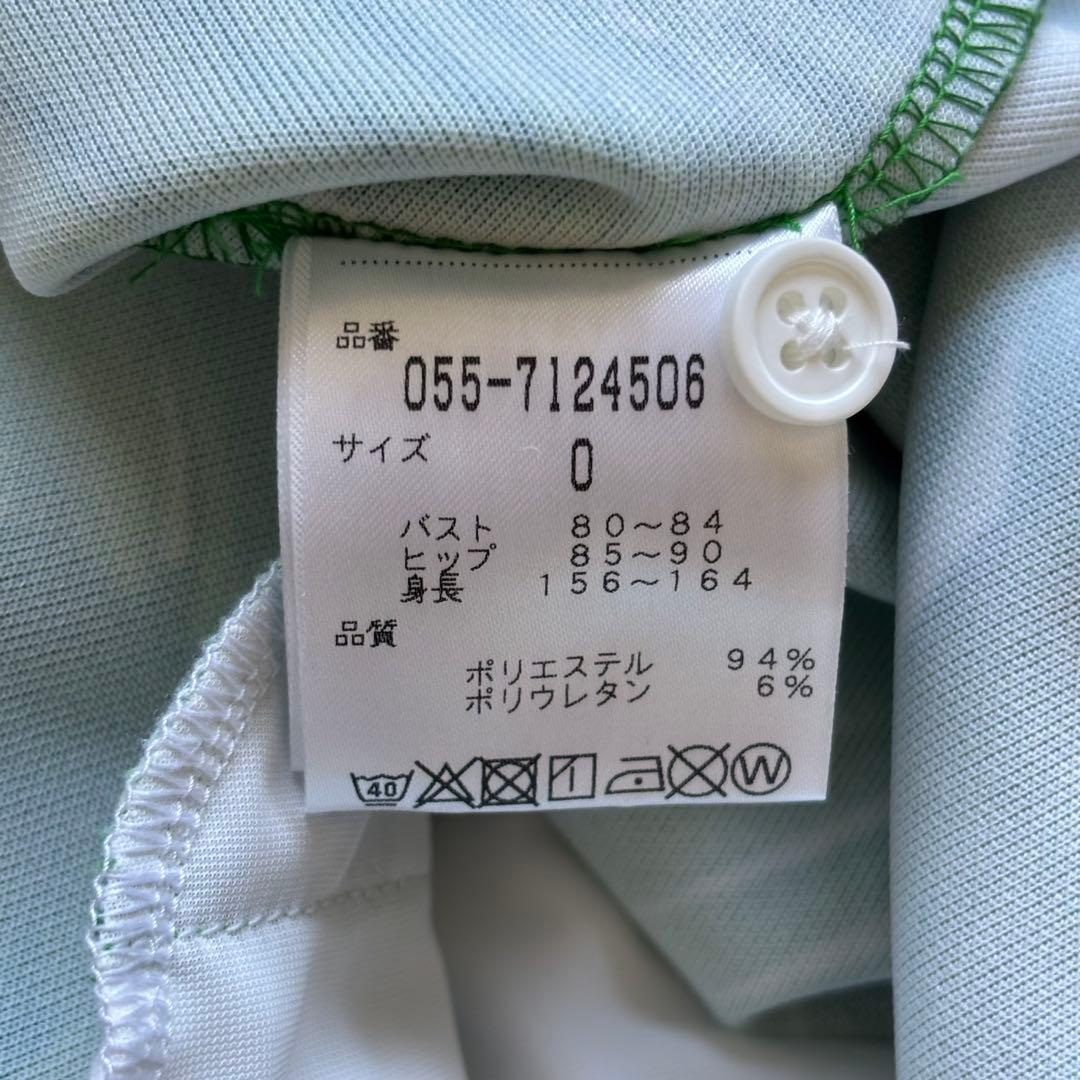 品番
055-7124506
サイズ 0
バスト 80～84
ヒップ 85～90
身長 156～164
品質
ポリエステル 94%
ポリウレタン 6%
40 W